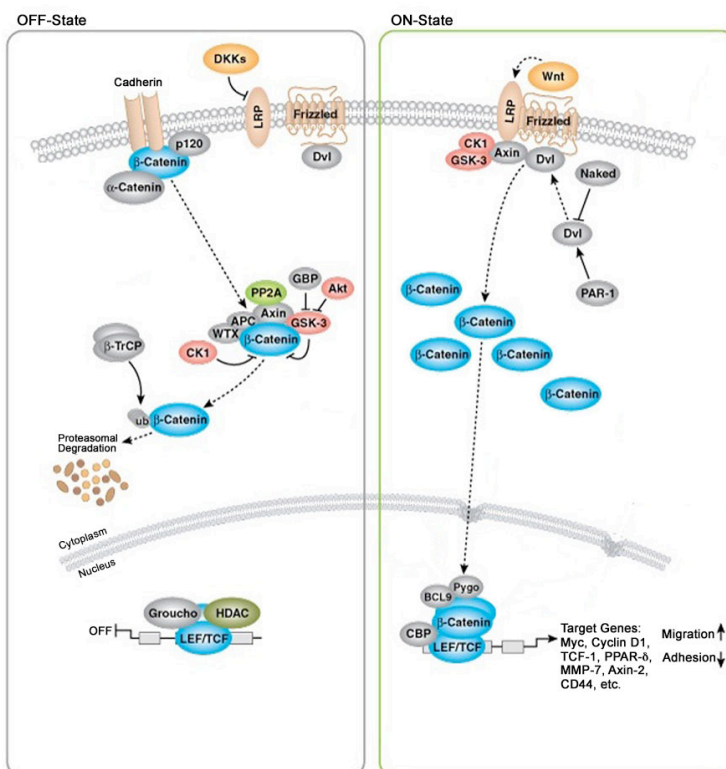 OFF-State
ON-State
DKKs
Cadherin
LRP
Frizzled
p120
β-Catenin
Dvl
α-Catenin
PP2A
GBP
Akt
Axin
APC
GSK-3
WTX
β-Catenin
β-TrCP
CK1
ub
β-Catenin
Proteasomal
Degradation
Cytoplasm
Nucleus
Groucho
HDAC
OFF
LEF/TCF
Wnt
LRP
Frizzled
CK1
Axin
GSK-3
Dvl
Naked
Dvl
PAR-1
β-Catenin
β-Catenin
β-Catenin
β-Catenin
β-Catenin
Pygo
BCL9
β-Catenin
CBP
LEF/TCF
Target Genes:
Myc, Cyclin D1,
TCF-1, PPAR-δ,
MMP-7, Axin-2,
CD44, etc.
Migration
Adhesion